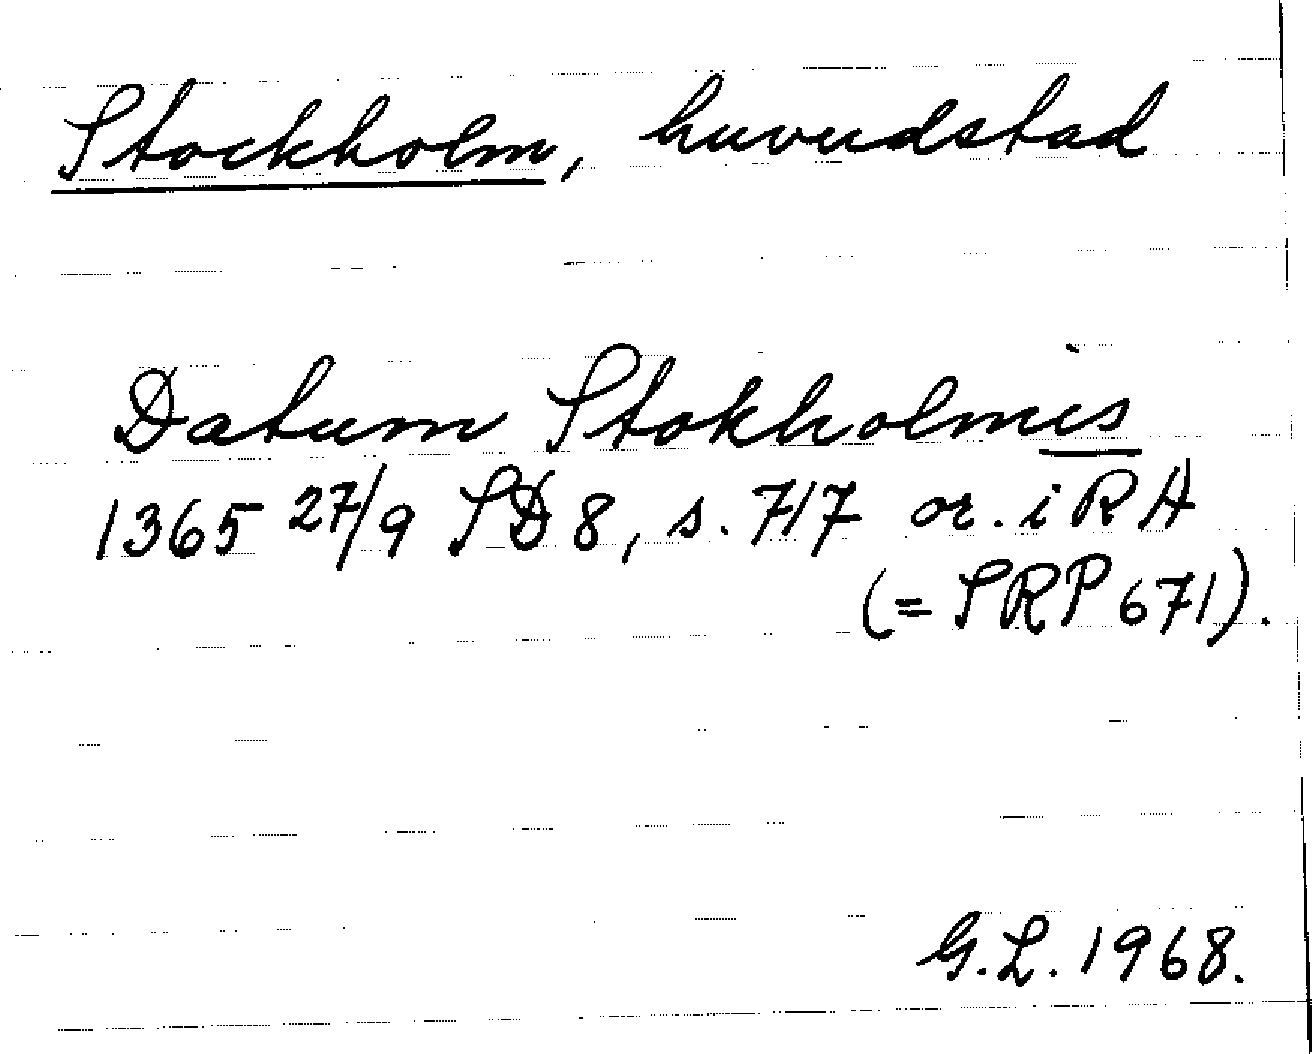 Stockholm, huvudstad
Datum Stokholmis
1365 27/9 SD 8, s. 717 or. i RA
(= SRP 671).
G.L. 1968.